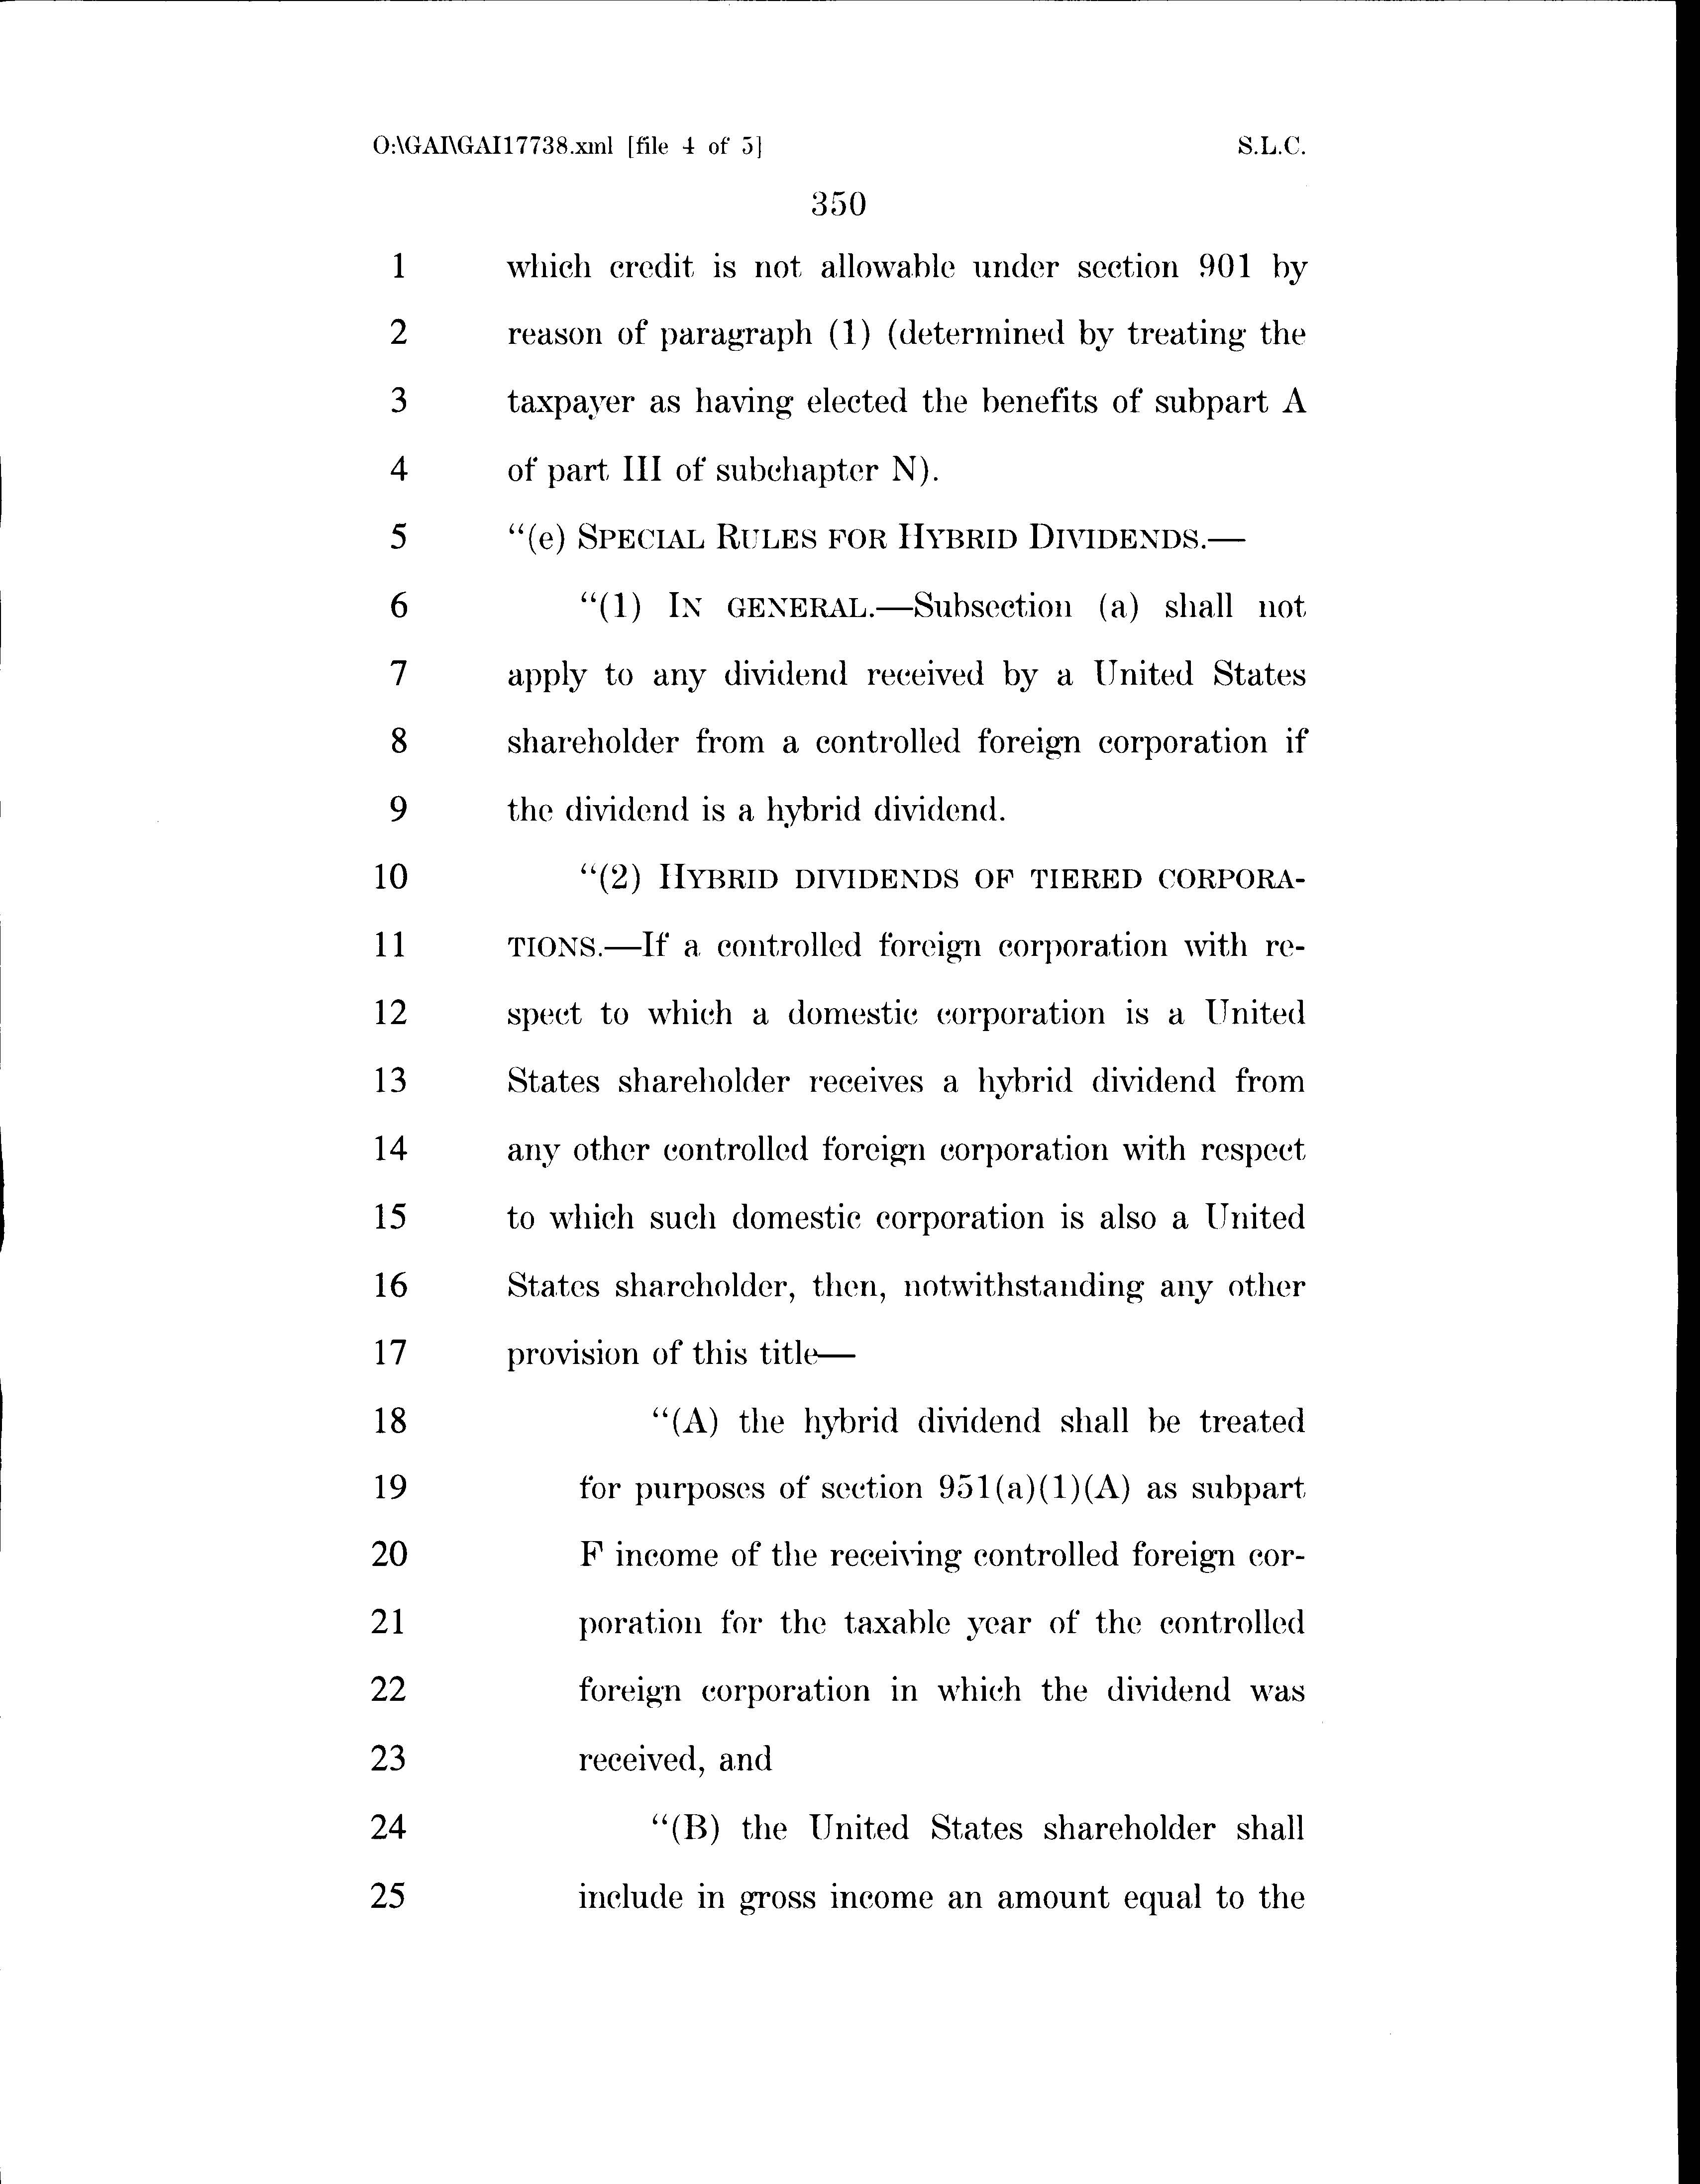 O:\GAI\GAI17738.xml [file 4 of 5] S.L.C.
350
1 which credit is not allowable under section 901 by
2 reason of paragraph (1) (determined by treating the
3 taxpayer as having elected the benefits of subpart A
4 of part III of subchapter N).
5 “(e) SPECIAL RULES FOR HYBRID DIVIDENDS.—
6 “(1) IN GENERAL.—Subsection (a) shall not
7 apply to any dividend received by a United States
8 shareholder from a controlled foreign corporation if
9 the dividend is a hybrid dividend.
10 “(2) HYBRID DIVIDENDS OF TIERED CORPORA-
11 TIONS.—If a controlled foreign corporation with re-
12 spect to which a domestic corporation is a United
13 States shareholder receives a hybrid dividend from
14 any other controlled foreign corporation with respect
15 to which such domestic corporation is also a United
16 States shareholder, then, notwithstanding any other
17 provision of this title—
18 “(A) the hybrid dividend shall be treated
19 for purposes of section 951(a)(1)(A) as subpart
20 F income of the receiving controlled foreign cor-
21 poration for the taxable year of the controlled
22 foreign corporation in which the dividend was
23 received, and
24 “(B) the United States shareholder shall
25 include in gross income an amount equal to the